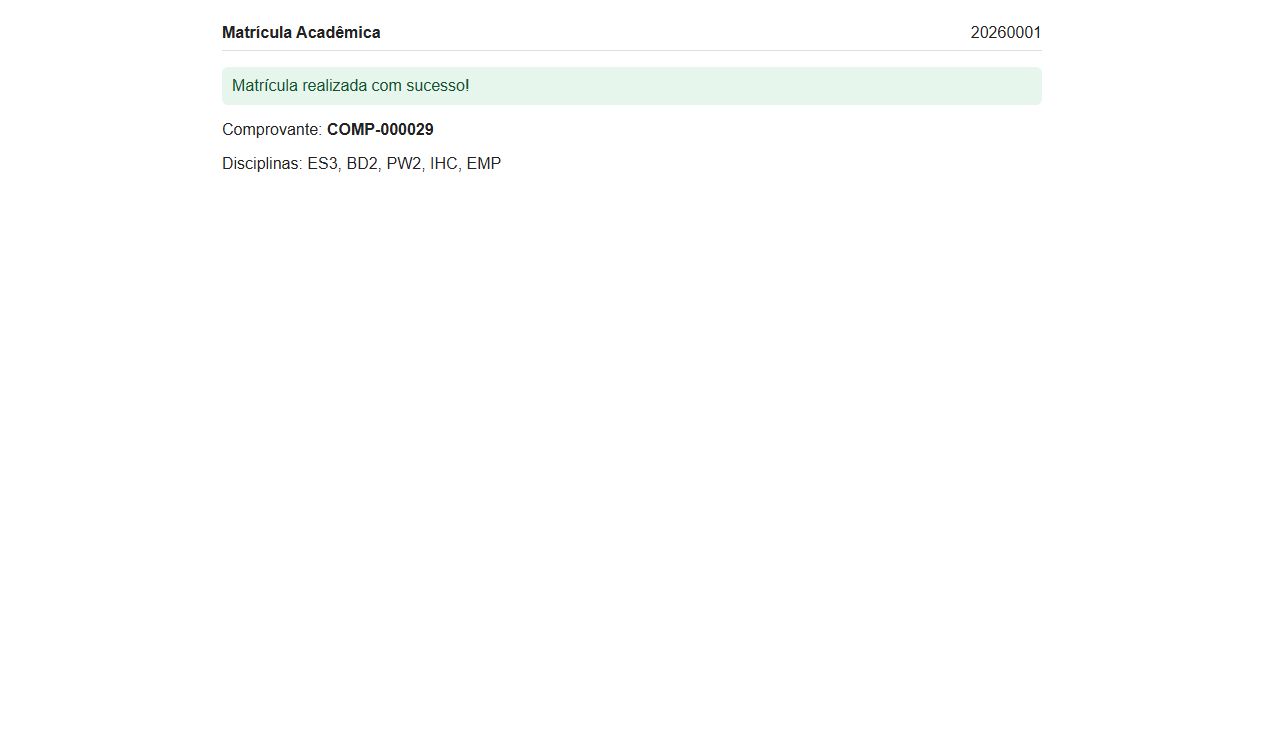 Matrícula Acadêmica 20260001
Matrícula realizada com sucesso!
Comprovante: COMP-000029
Disciplinas: ES3, BD2, PW2, IHC, EMP